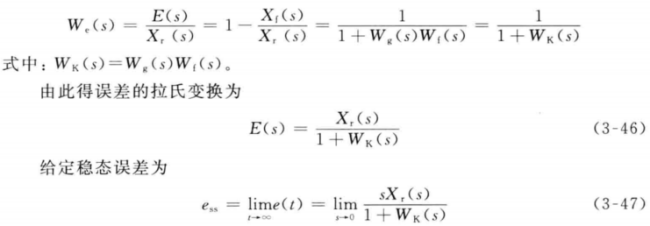 W_e(s) = E(s)/X_r(s) = 1 - X_f(s)/X_r(s) = 1/(1+W_g(s)W_f(s)) = 1/(1+W_K(s))
式中：W_K(s)=W_g(s)W_f(s)。
由此得误差的拉氏变换为
E(s) = X_r(s)/(1+W_K(s)) (3-46)
给定稳态误差为
e_ss = lim_{t→∞} e(t) = lim_{s→0} sX_r(s)/(1+W_K(s)) (3-47)